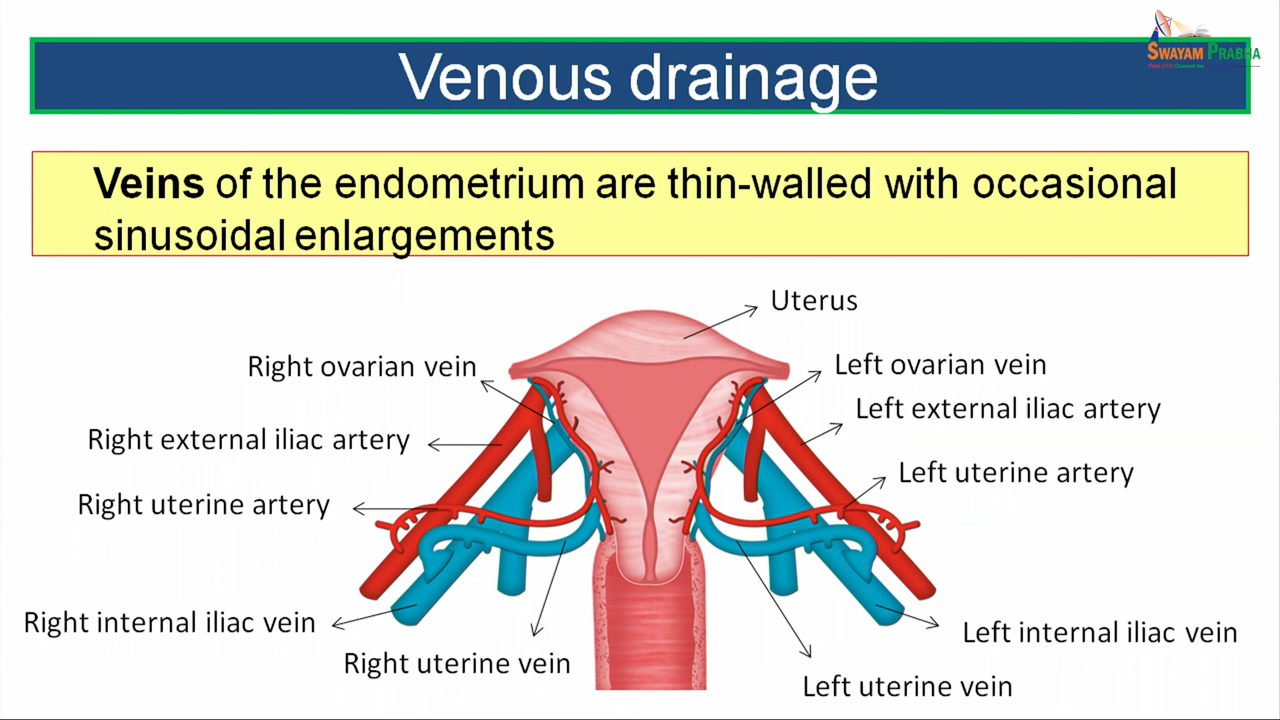 SWAYAM PRABHA
Venous drainage
Veins of the endometrium are thin-walled with occasional
sinusoidal enlargements
Uterus
Right ovarian vein
Left ovarian vein
Left external iliac artery
Right external iliac artery
Left uterine artery
Right uterine artery
Right internal iliac vein
Left internal iliac vein
Right uterine vein
Left uterine vein